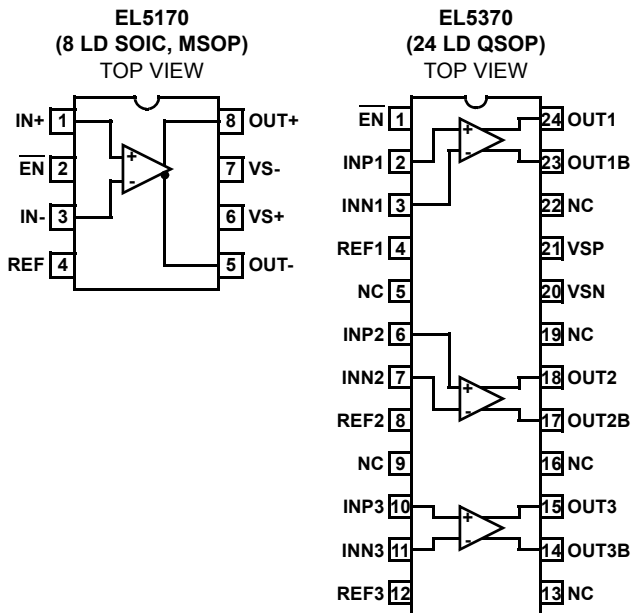 EL5170
(8 LD SOIC, MSOP)
TOP VIEW
IN+ 1 8 OUT+
+
EN 2 7 VS-
-
IN- 3 6 VS+
REF 4 5 OUT-
EL5370
(24 LD QSOP)
TOP VIEW
EN 1 24 OUT1
+
-
INP1 2 23 OUT1B
INN1 3 22 NC
REF1 4 21 VSP
NC 5 20 VSN
INP2 6 19 NC
INN2 7 18 OUT2
+
-
REF2 8 17 OUT2B
NC 9 16 NC
INP3 10 15 OUT3
+
-
INN3 11 14 OUT3B
REF3 12 13 NC